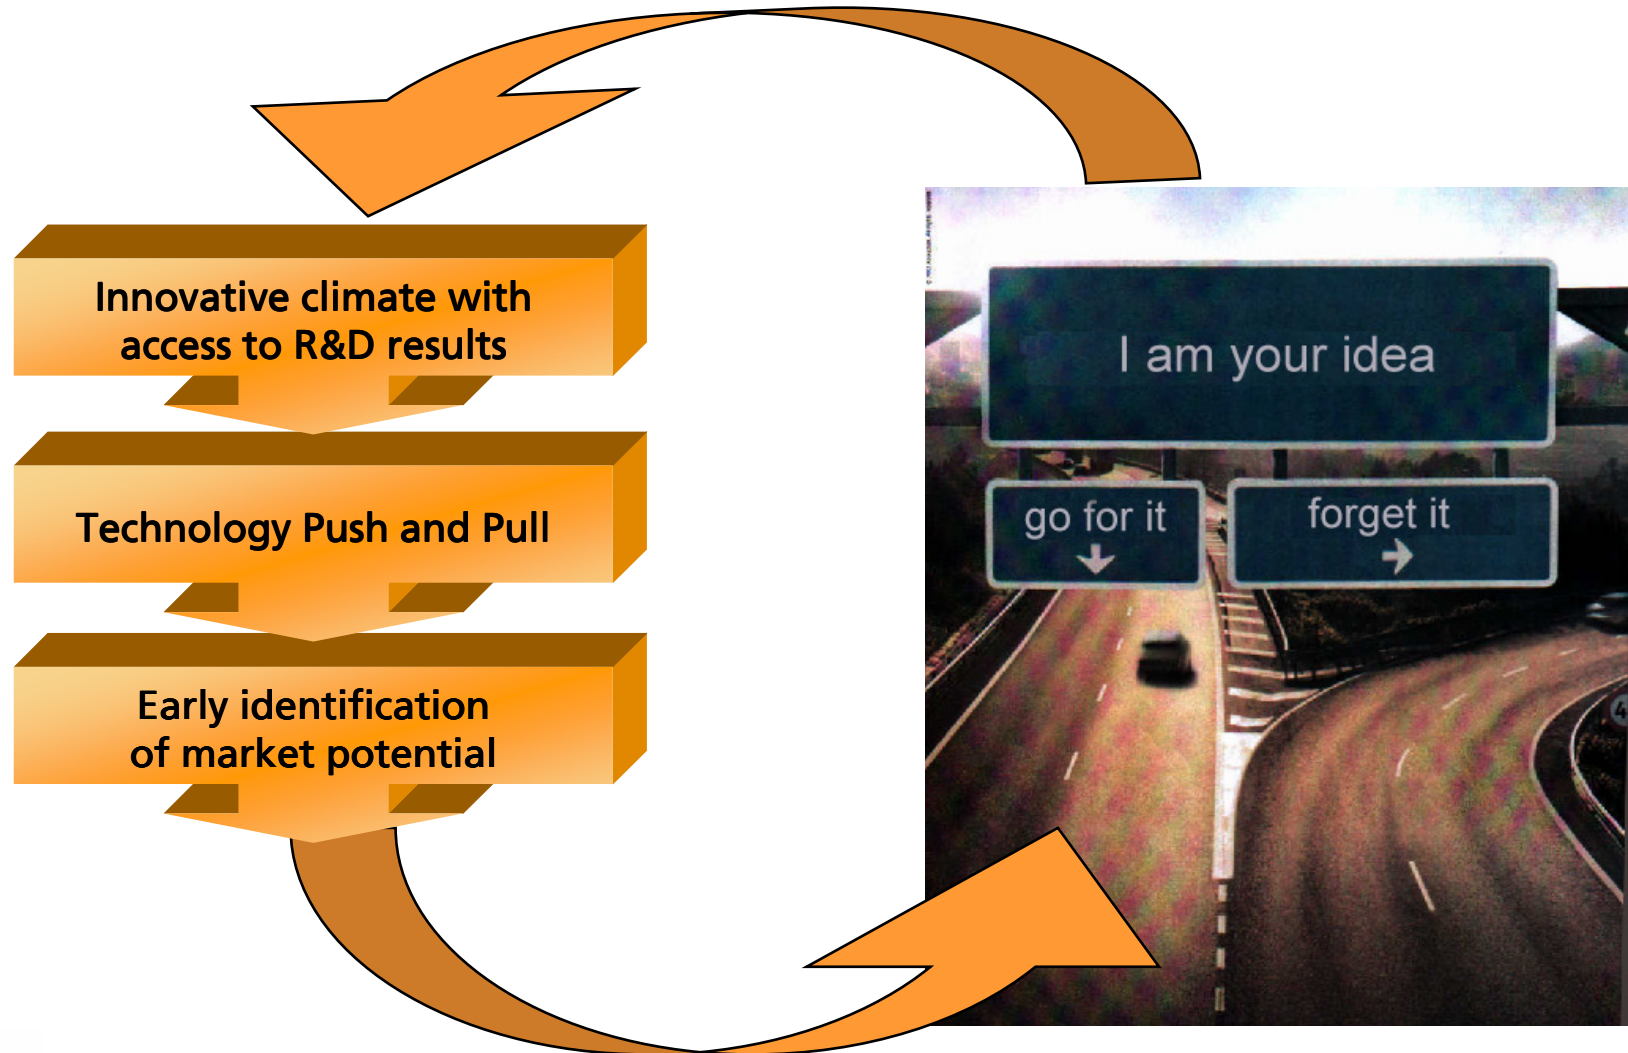 Innovative climate with
access to R&D results
Technology Push and Pull
Early identification
of market potential
I am your idea
go for it
forget it
4